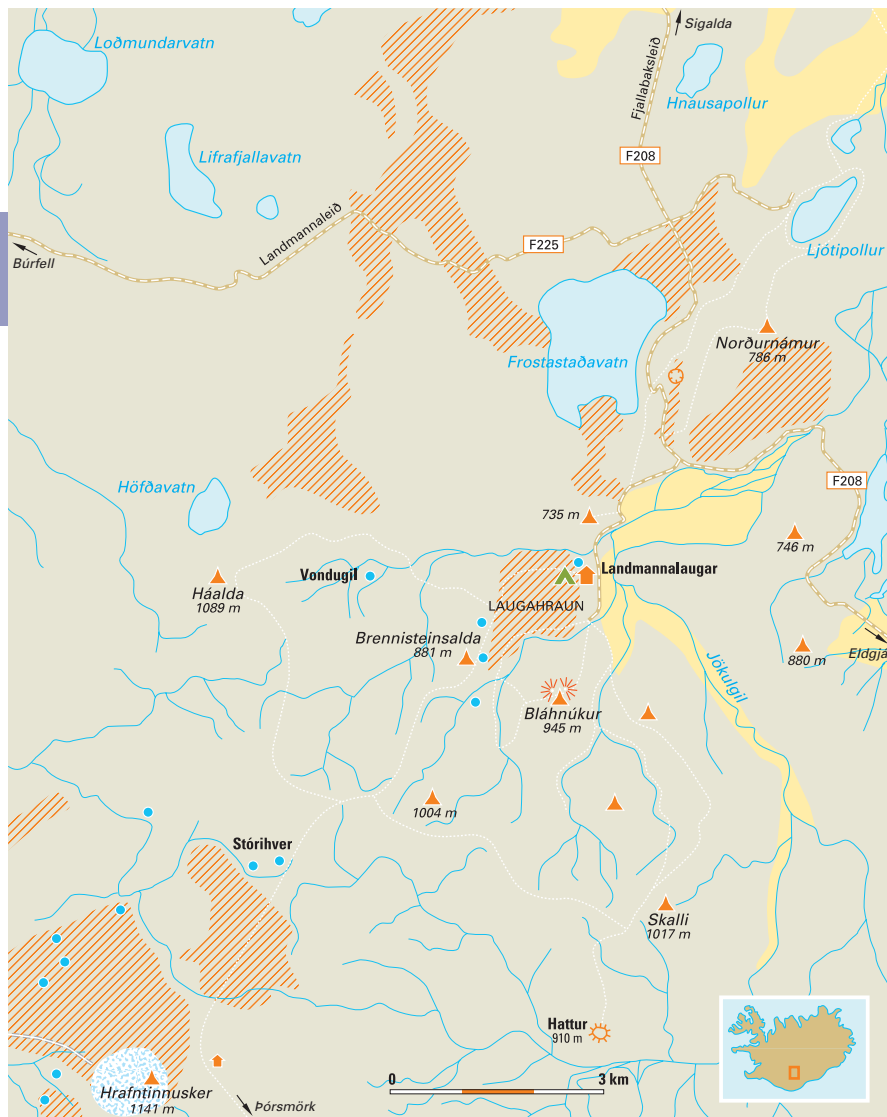 Sigalda
Loðmundarvatn
Fjallabaksleið
Hnausapollur
Lifrafjallavatn
F208
Landmannaleið
F225
Búrfell
Ljótipollur
Norðurnámur
786 m
Frostastaðavatn
Höfðavatn
F208
735 m
746 m
Vondugil
Landmannalaugar
Háalda
1089 m
LAUGAHRAUN
Brennisteinsalda
881 m
880 m
Eldgjá
Jökulgil
Bláhnúkur
945 m
1004 m
Stórihver
Skalli
1017 m
Hattur
910 m
0
3 km
Hrafntinnusker
1141 m
Þórsmörk